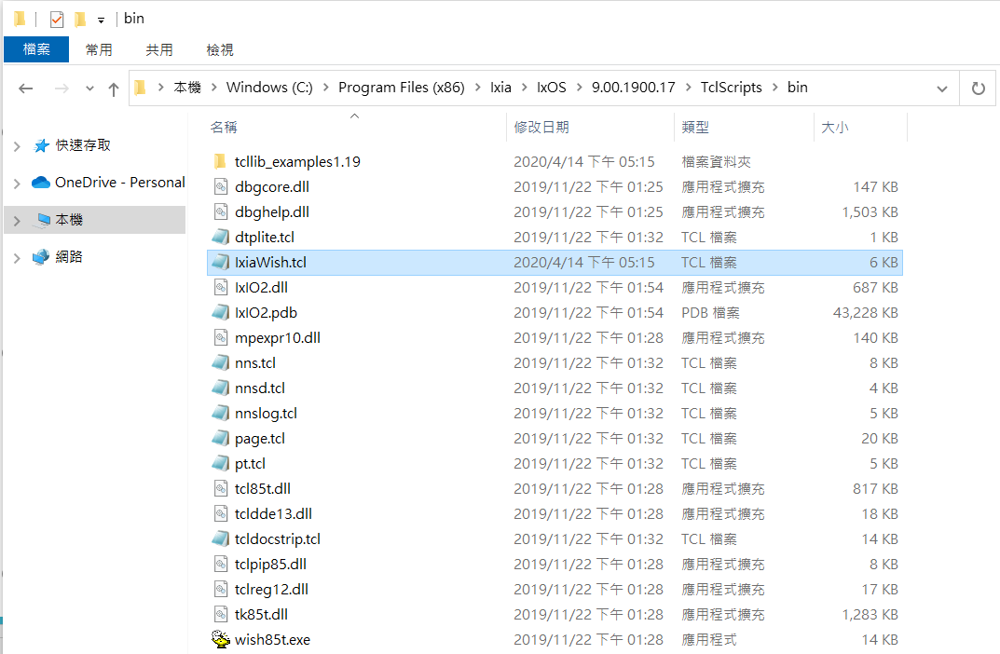 bin
檔案 常用 共用 檢視
本機 Windows (C:) Program Files (x86) Ixia IxOS 9.00.1900.17 TclScripts bin
快速存取
OneDrive - Personal
本機
網路
名稱 修改日期 類型 大小
tcllib_examples1.19 2020/4/14 下午 05:15 檔案資料夾
dbgcore.dll 2019/11/22 下午 01:25 應用程式擴充 147 KB
dbghelp.dll 2019/11/22 下午 01:25 應用程式擴充 1,503 KB
dtplite.tcl 2019/11/22 下午 01:32 TCL 檔案 1 KB
IxiaWish.tcl 2020/4/14 下午 05:15 TCL 檔案 6 KB
IxIO2.dll 2019/11/22 下午 01:54 應用程式擴充 687 KB
IxIO2.pdb 2019/11/22 下午 01:54 PDB 檔案 43,228 KB
mpexpr10.dll 2019/11/22 下午 01:28 應用程式擴充 140 KB
nns.tcl 2019/11/22 下午 01:32 TCL 檔案 8 KB
nnsd.tcl 2019/11/22 下午 01:32 TCL 檔案 4 KB
nnslog.tcl 2019/11/22 下午 01:32 TCL 檔案 5 KB
page.tcl 2019/11/22 下午 01:32 TCL 檔案 20 KB
pt.tcl 2019/11/22 下午 01:32 TCL 檔案 5 KB
tcl85t.dll 2019/11/22 下午 01:28 應用程式擴充 817 KB
tcldde13.dll 2019/11/22 下午 01:28 應用程式擴充 18 KB
tcldocstrip.tcl 2019/11/22 下午 01:32 TCL 檔案 14 KB
tclpip85.dll 2019/11/22 下午 01:28 應用程式擴充 8 KB
tclreg12.dll 2019/11/22 下午 01:28 應用程式擴充 17 KB
tk85t.dll 2019/11/22 下午 01:28 應用程式擴充 1,283 KB
wish85t.exe 2019/11/22 下午 01:28 應用程式 14 KB